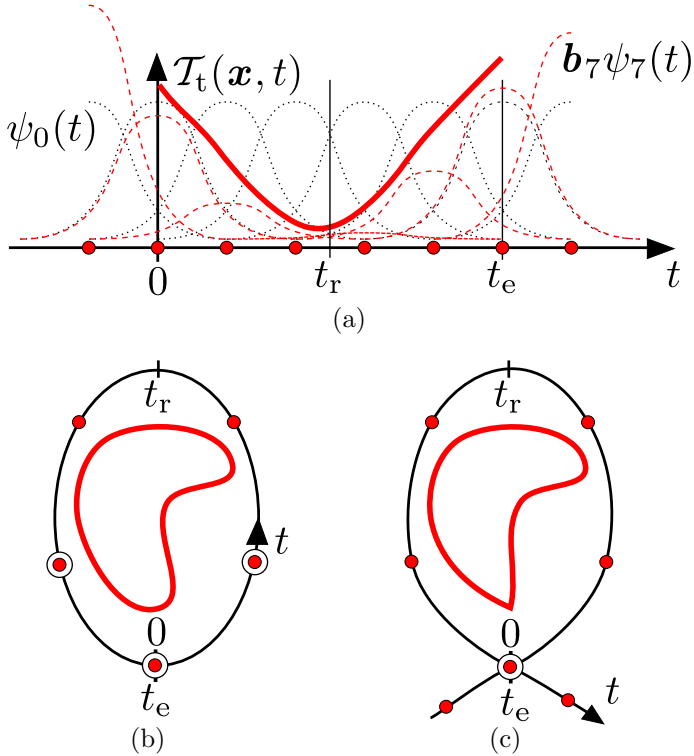 𝒯ₜ(𝒙, t)
𝒃₇ψ₇(t)
ψ₀(t)
0 tᵣ tₑ t
(a)
tᵣ tᵣ
t
0 0
tₑ tₑ t
(b) (c)